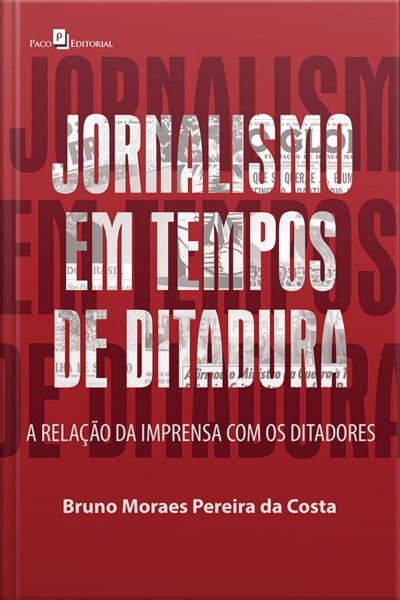 PACO EDITORIAL
JORNALISMO
EM TEMPOS
DE DITADURA
A RELAÇÃO DA IMPRENSA COM OS DITADORES
Bruno Moraes Pereira da Costa